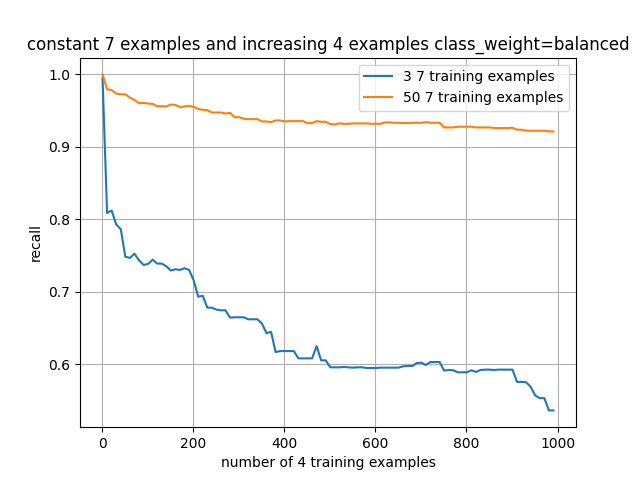 constant 7 examples and increasing 4 examples class_weight=balanced
3 7 training examples
50 7 training examples
1.0
0.9
0.8
0.7
0.6
recall
0 200 400 600 800 1000
number of 4 training examples